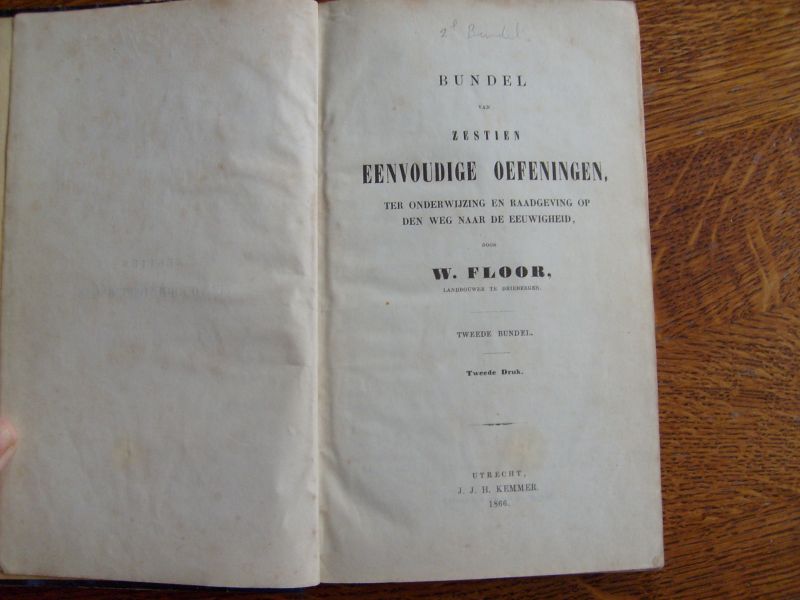 2e Bundel
BUNDEL
VAN
ZESTIEN
EENVOUDIGE OEFENINGEN,
TER ONDERWIJZING EN RAADGEVING OP
DEN WEG NAAR DE EEUWIGHEID,
DOOR
W. FLOOR,
LANDBOUWER TE DRIEBERGEN.
TWEEDE BUNDEL.
Tweede Druk.
UTRECHT,
J. J. H. KEMMER.
1866.